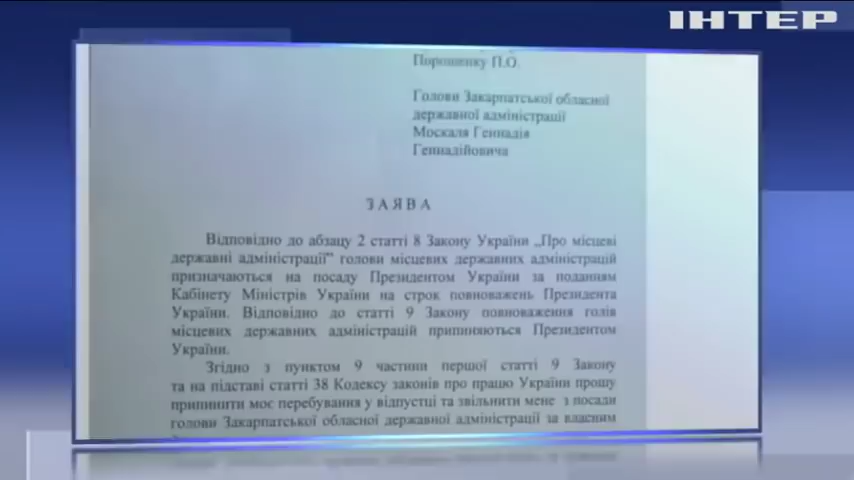 ІНТЕР
Порошенку П.О.
Голови Закарпатської обласної
державної адміністрації
Москаля Геннадія
Геннадійовича
ЗАЯВА
Відповідно до абзацу 2 статті 8 Закону України „Про місцеві
державні адміністрації" голови місцевих державних адміністрацій
призначаються на посаду Президентом України за поданням
Кабінету Міністрів України на строк повноважень Президента
України. Відповідно до статті 9 Закону повноваження голів
місцевих державних адміністрацій припиняються Президентом
України.
Згідно з пунктом 9 частини першої статті 9 Закону
та на підставі статті 38 Кодексу законів про працю України прошу
припинити моє перебування у відпустці та звільнити мене з посади
голови Закарпатської обласної державної адміністрації за власним